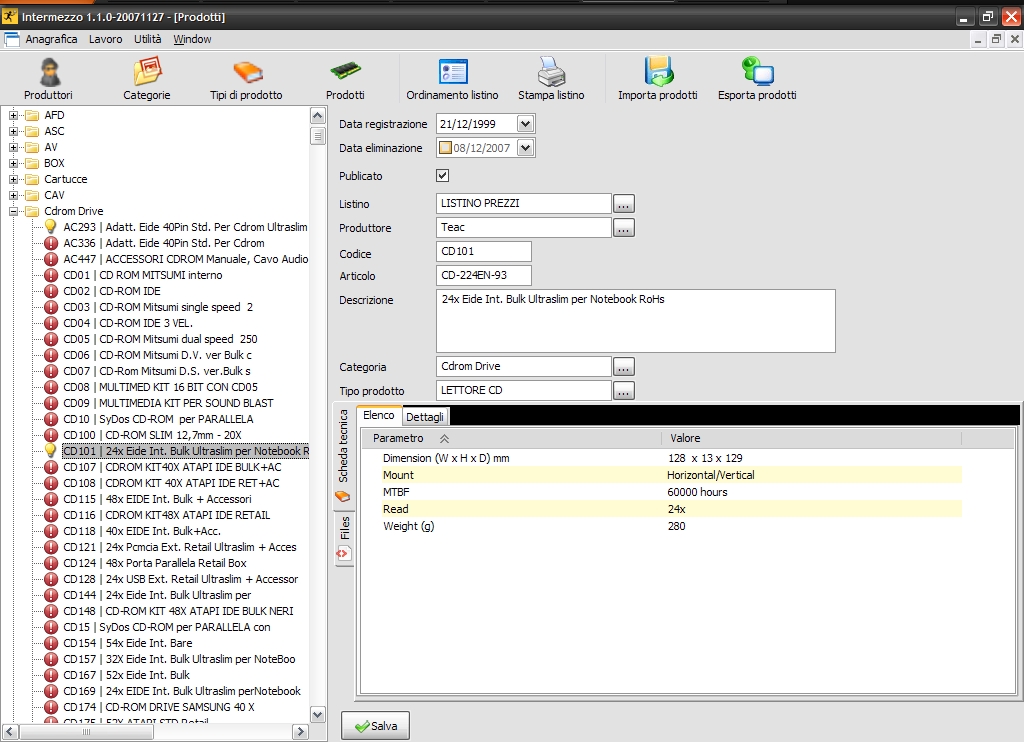 Intermezzo 1.1.0-20071127 - [Prodotti]
Anagrafica Lavoro Utilità Window
Produttori Categorie Tipi di prodotto Prodotti Ordinamento listino Stampa listino Importa prodotti Esporta prodotti
AFD
ASC
AV
BOX
Cartucce
CAV
Cdrom Drive
AC293 | Adatt. Eide 40Pin Std. Per Cdrom Ultraslim
AC336 | Adatt. Eide 40Pin Std. Per Cdrom
AC447 | ACCESSORI CDROM Manuale, Cavo Audio
CD01 | CD ROM MITSUMI interno
CD02 | CD-ROM IDE
CD03 | CD-ROM Mitsumi single speed 2
CD04 | CD-ROM IDE 3 VEL.
CD05 | CD-ROM Mitsumi dual speed 250
CD06 | CD-ROM Mitsumi D.V. ver Bulk c
CD07 | CD-Rom Mitsumi D.S. ver.Bulk s
CD08 | MULTIMED KIT 16 BIT CON CD05
CD09 | MULTIMEDIA KIT PER SOUND BLAST
CD10 | SyDos CD-ROM per PARALLELA
CD100 | CD-ROM SLIM 12,7mm - 20X
CD101 | 24x Eide Int. Bulk Ultraslim per Notebook R
CD107 | CDROM KIT40X ATAPI IDE BULK+AC
CD108 | CDROM KIT 40X ATAPI IDE RET+AC
CD115 | 48x EIDE Int. Bulk + Accessori
CD116 | CDROM KIT48X ATAPI IDE RETAIL
CD118 | 40x EIDE Int. Bulk+Acc.
CD121 | 24x Pcmcia Ext. Retail Ultraslim + Acces
CD124 | 48x Porta Parallela Retail Box
CD128 | 24x USB Ext. Retail Ultraslim + Accessor
CD144 | 24x Eide Int. Bulk Ultraslim per
CD148 | CD-ROM KIT 48X ATAPI IDE BULK NERI
CD15 | SyDos CD-ROM per PARALLELA con
CD154 | 54x Eide Int. Bare
CD157 | 32X Eide Int. Bulk Ultraslim per NoteBoo
CD167 | 52x Eide Int. Bulk
CD169 | 24x EIDE Int. Bulk Ultraslim perNotebook
CD174 | CD-ROM DRIVE SAMSUNG 40 X
CD175 | 52X ATAPI STD Retail
Data registrazione 21/12/1999
Data eliminazione 08/12/2007
Publicato
Listino LISTINO PREZZI ...
Produttore Teac ...
Codice CD101
Articolo CD-224EN-93
Descrizione 24x Eide Int. Bulk Ultraslim per Notebook RoHs
Categoria Cdrom Drive ...
Tipo prodotto LETTORE CD ...
Scheda tecnica
Files
Elenco Dettagli
Parametro Valore
Dimension (W x H x D) mm 128 x 13 x 129
Mount Horizontal/Vertical
MTBF 60000 hours
Read 24x
Weight (g) 280
Salva